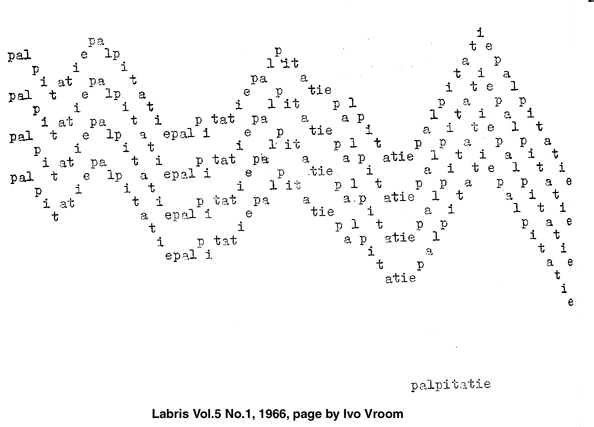 i
pa t e
pal e lp p a p
p i i l it t i a
i at pa t pa a a e l
pal t e lp a e p tie p a p p
p i i t i l it p l l t i a i
i at pa t i p tat pa a a p a i t e l t
pal t e lp a epal i e p tie i p p a p p a
p i i t i l it p l t l t i a i t
i at pa t i p tat pa a a p atie a i t e l t i
pal t e lp a epal i e p tie i p p a p p a e
p i i t i l it p l t l t a i t
i at t i p tat pa a p atie a i l t i e
t a epal i e tie i p p p a e
t i p l t l i t i
i p tat a p atie a t i e
epal i i p a e
t t i
atie i
e
palpitatie
Labris Vol.5 No.1, 1966, page by Ivo Vroom